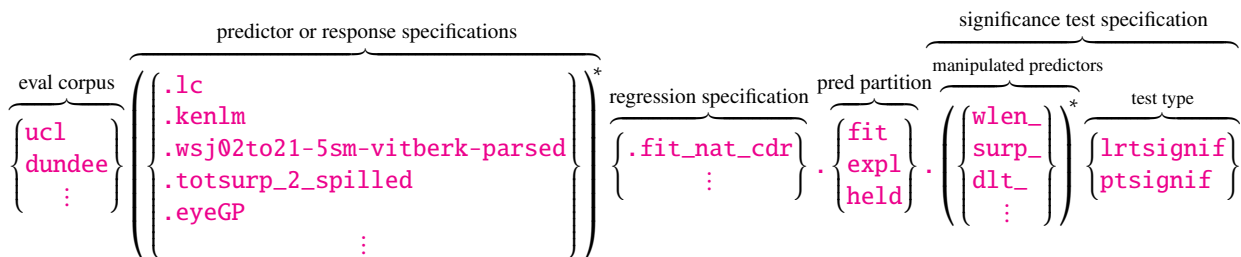 significance test specification
predictor or response specifications
eval corpus
regression specification
pred partition
manipulated predictors
test type
ucl
dundee
⋮
.lc
.kenlm
.wsj02to21-5sm-vitberk-parsed
.totsurp_2_spilled
.eyeGP
⋮
*
.fit_nat_cdr
⋮
.
fit
expl
held
.
wlen_
surp_
dlt_
⋮
*
lrtsignif
ptsignif